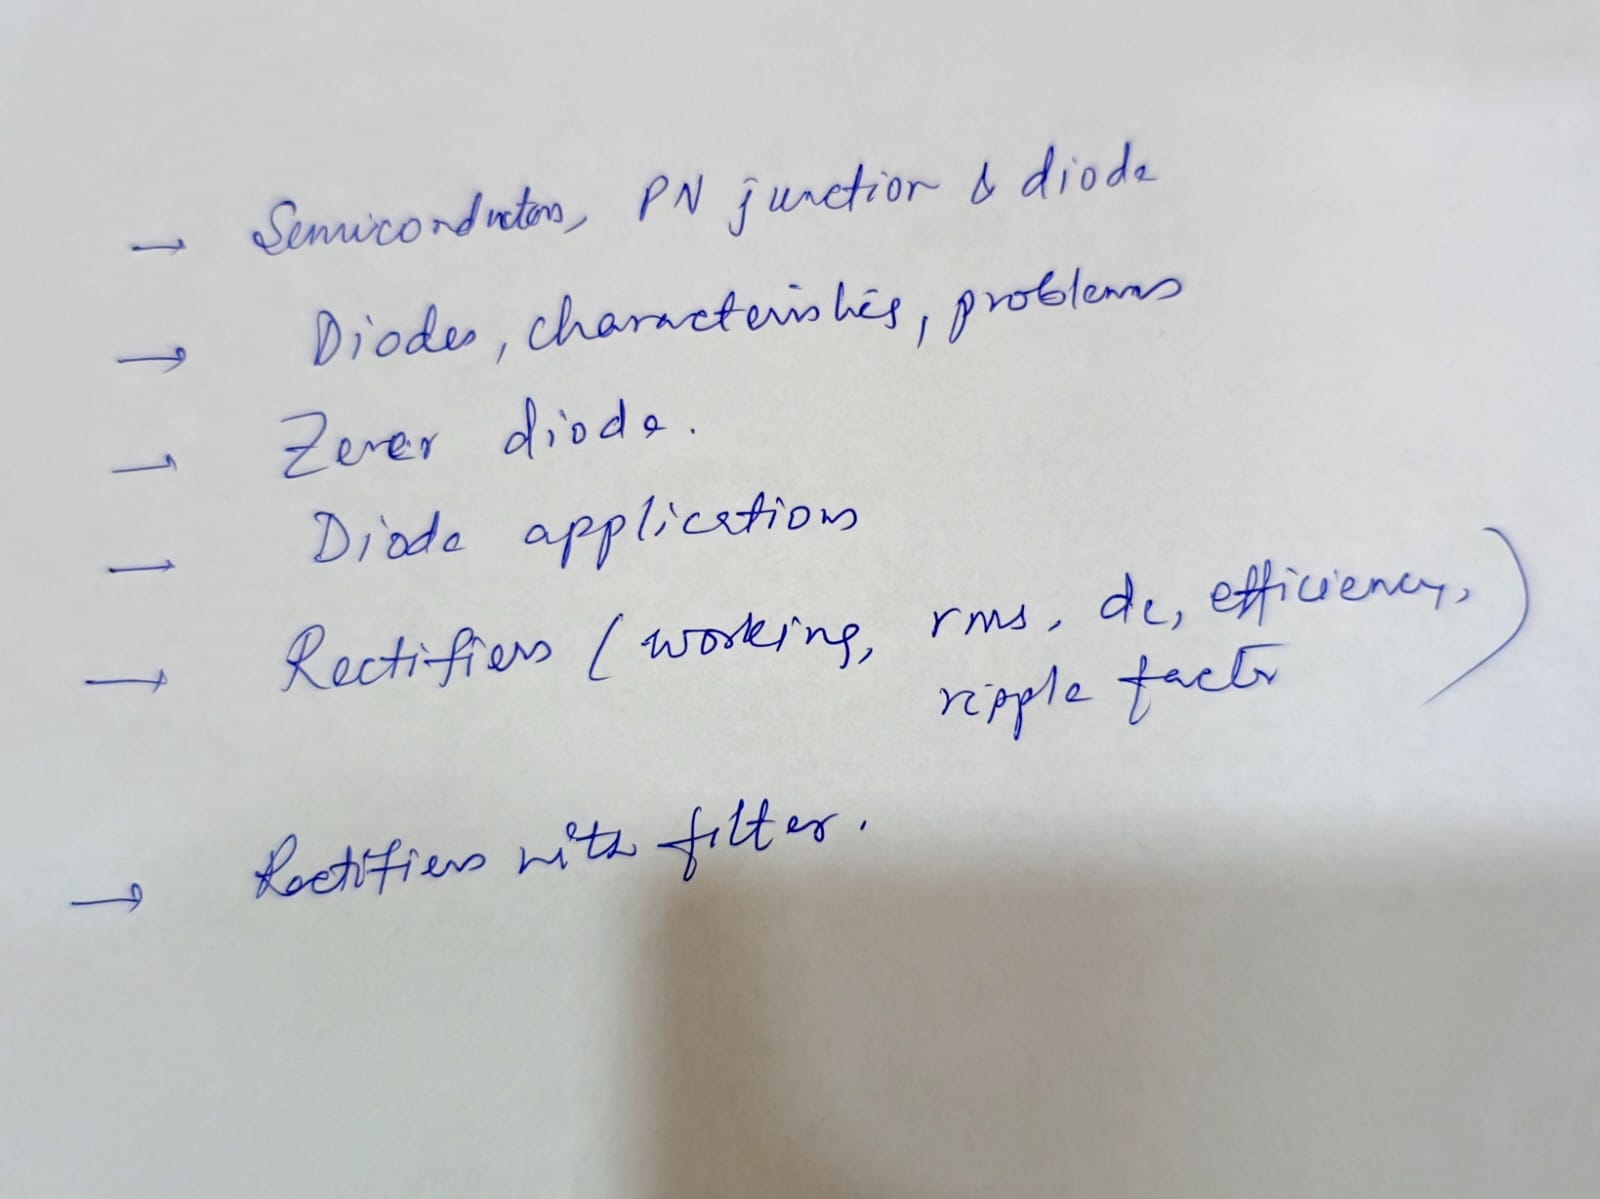 → Semiconductors, PN junction & diode
→ Diodes, characteristics, problems
→ Zener diode.
→ Diode applications
→ Rectifiers (working, rms, dc, efficiency,
ripple factor)
→ Rectifiers with filter.